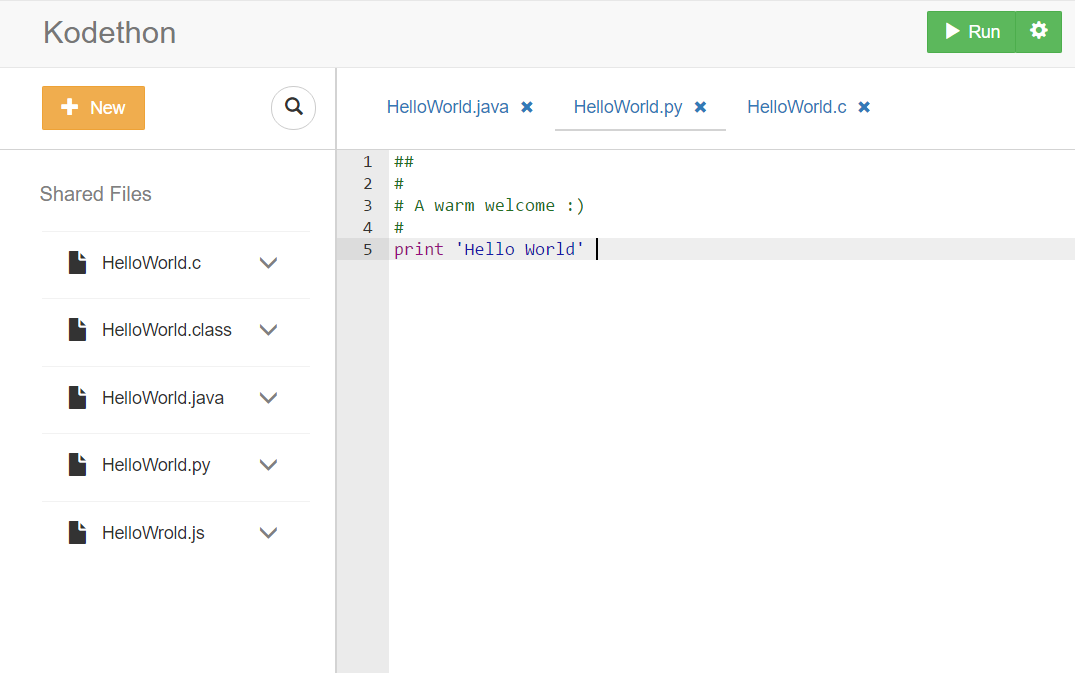 Kodethon
Run
New
HelloWorld.java
HelloWorld.py
HelloWorld.c
Shared Files
HelloWorld.c
HelloWorld.class
HelloWorld.java
HelloWorld.py
HelloWrold.js
1 ##
2 #
3 # A warm welcome :)
4 #
5 print 'Hello World'